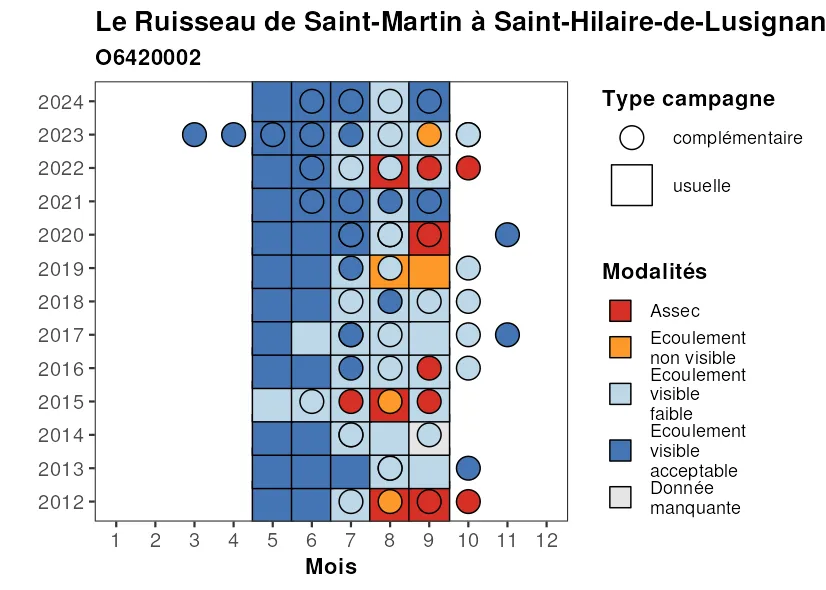 Le Ruisseau de Saint-Martin à Saint-Hilaire-de-Lusignan
O6420002
2024
2023
2022
2021
2020
2019
2018
2017
2016
2015
2014
2013
2012
1 2 3 4 5 6 7 8 9 10 11 12
Mois
Type campagne
complémentaire
usuelle
Modalités
Assec
Ecoulement
non visible
Ecoulement
visible
faible
Ecoulement
visible
acceptable
Donnée
manquante